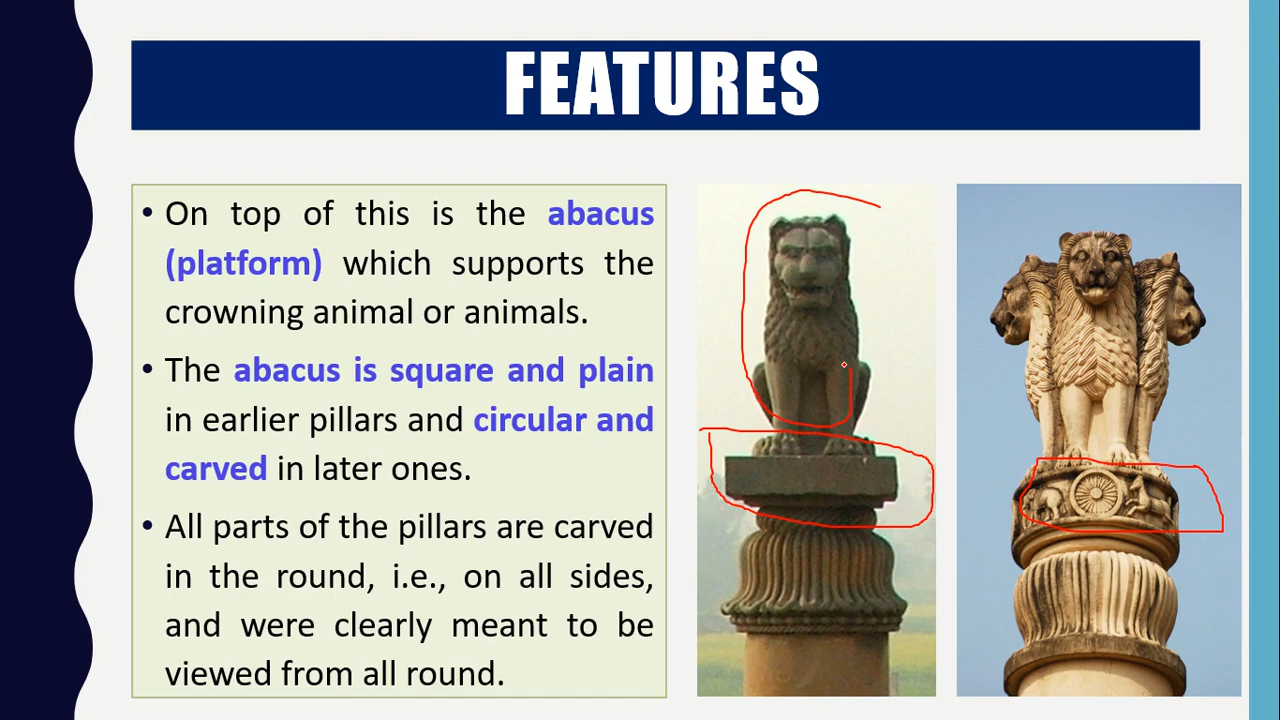 FEATURES
• On top of this is the abacus
(platform) which supports the
crowning animal or animals.
• The abacus is square and plain
in earlier pillars and circular and
carved in later ones.
• All parts of the pillars are carved
in the round, i.e., on all sides,
and were clearly meant to be
viewed from all round.